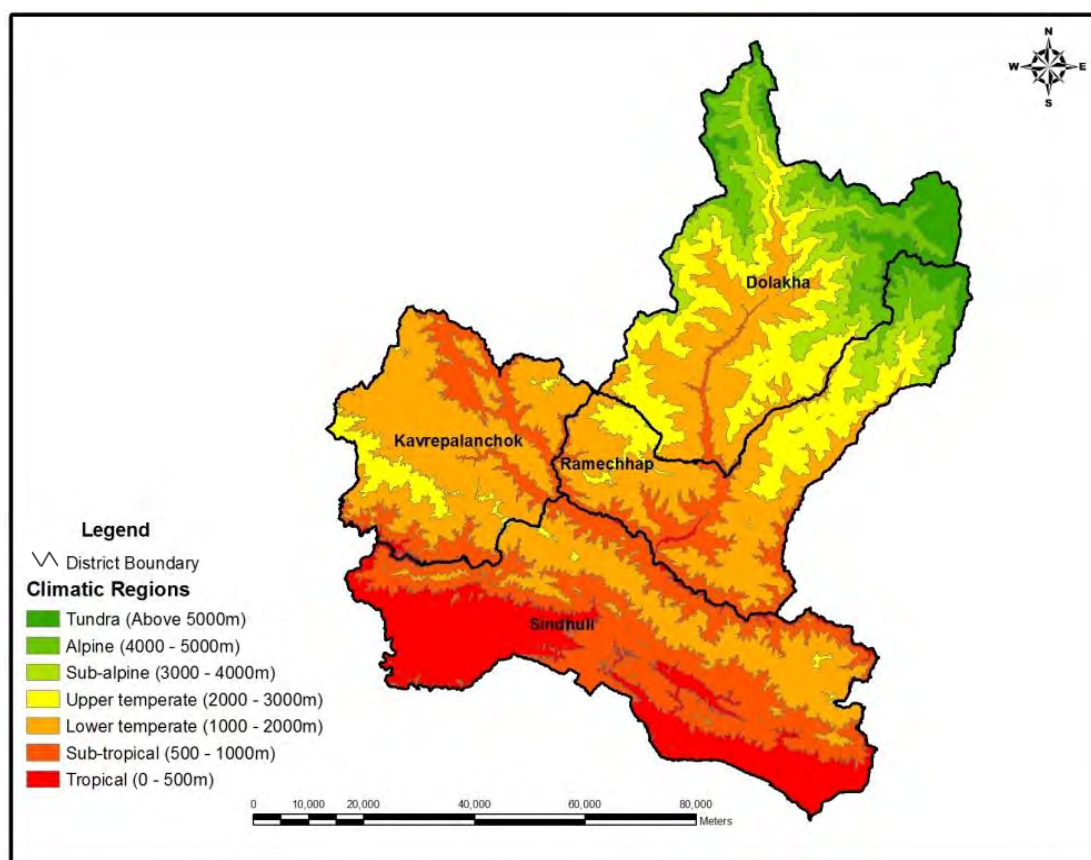 N
W E
S
Dolakha
Kavrepalanchok
Ramechhap
Sindhuli
Legend
District Boundary
Climatic Regions
Tundra (Above 5000m)
Alpine (4000 - 5000m)
Sub-alpine (3000 - 4000m)
Upper temperate (2000 - 3000m)
Lower temperate (1000 - 2000m)
Sub-tropical (500 - 1000m)
Tropical (0 - 500m)
0 10,000 20,000 40,000 60,000 80,000
Meters